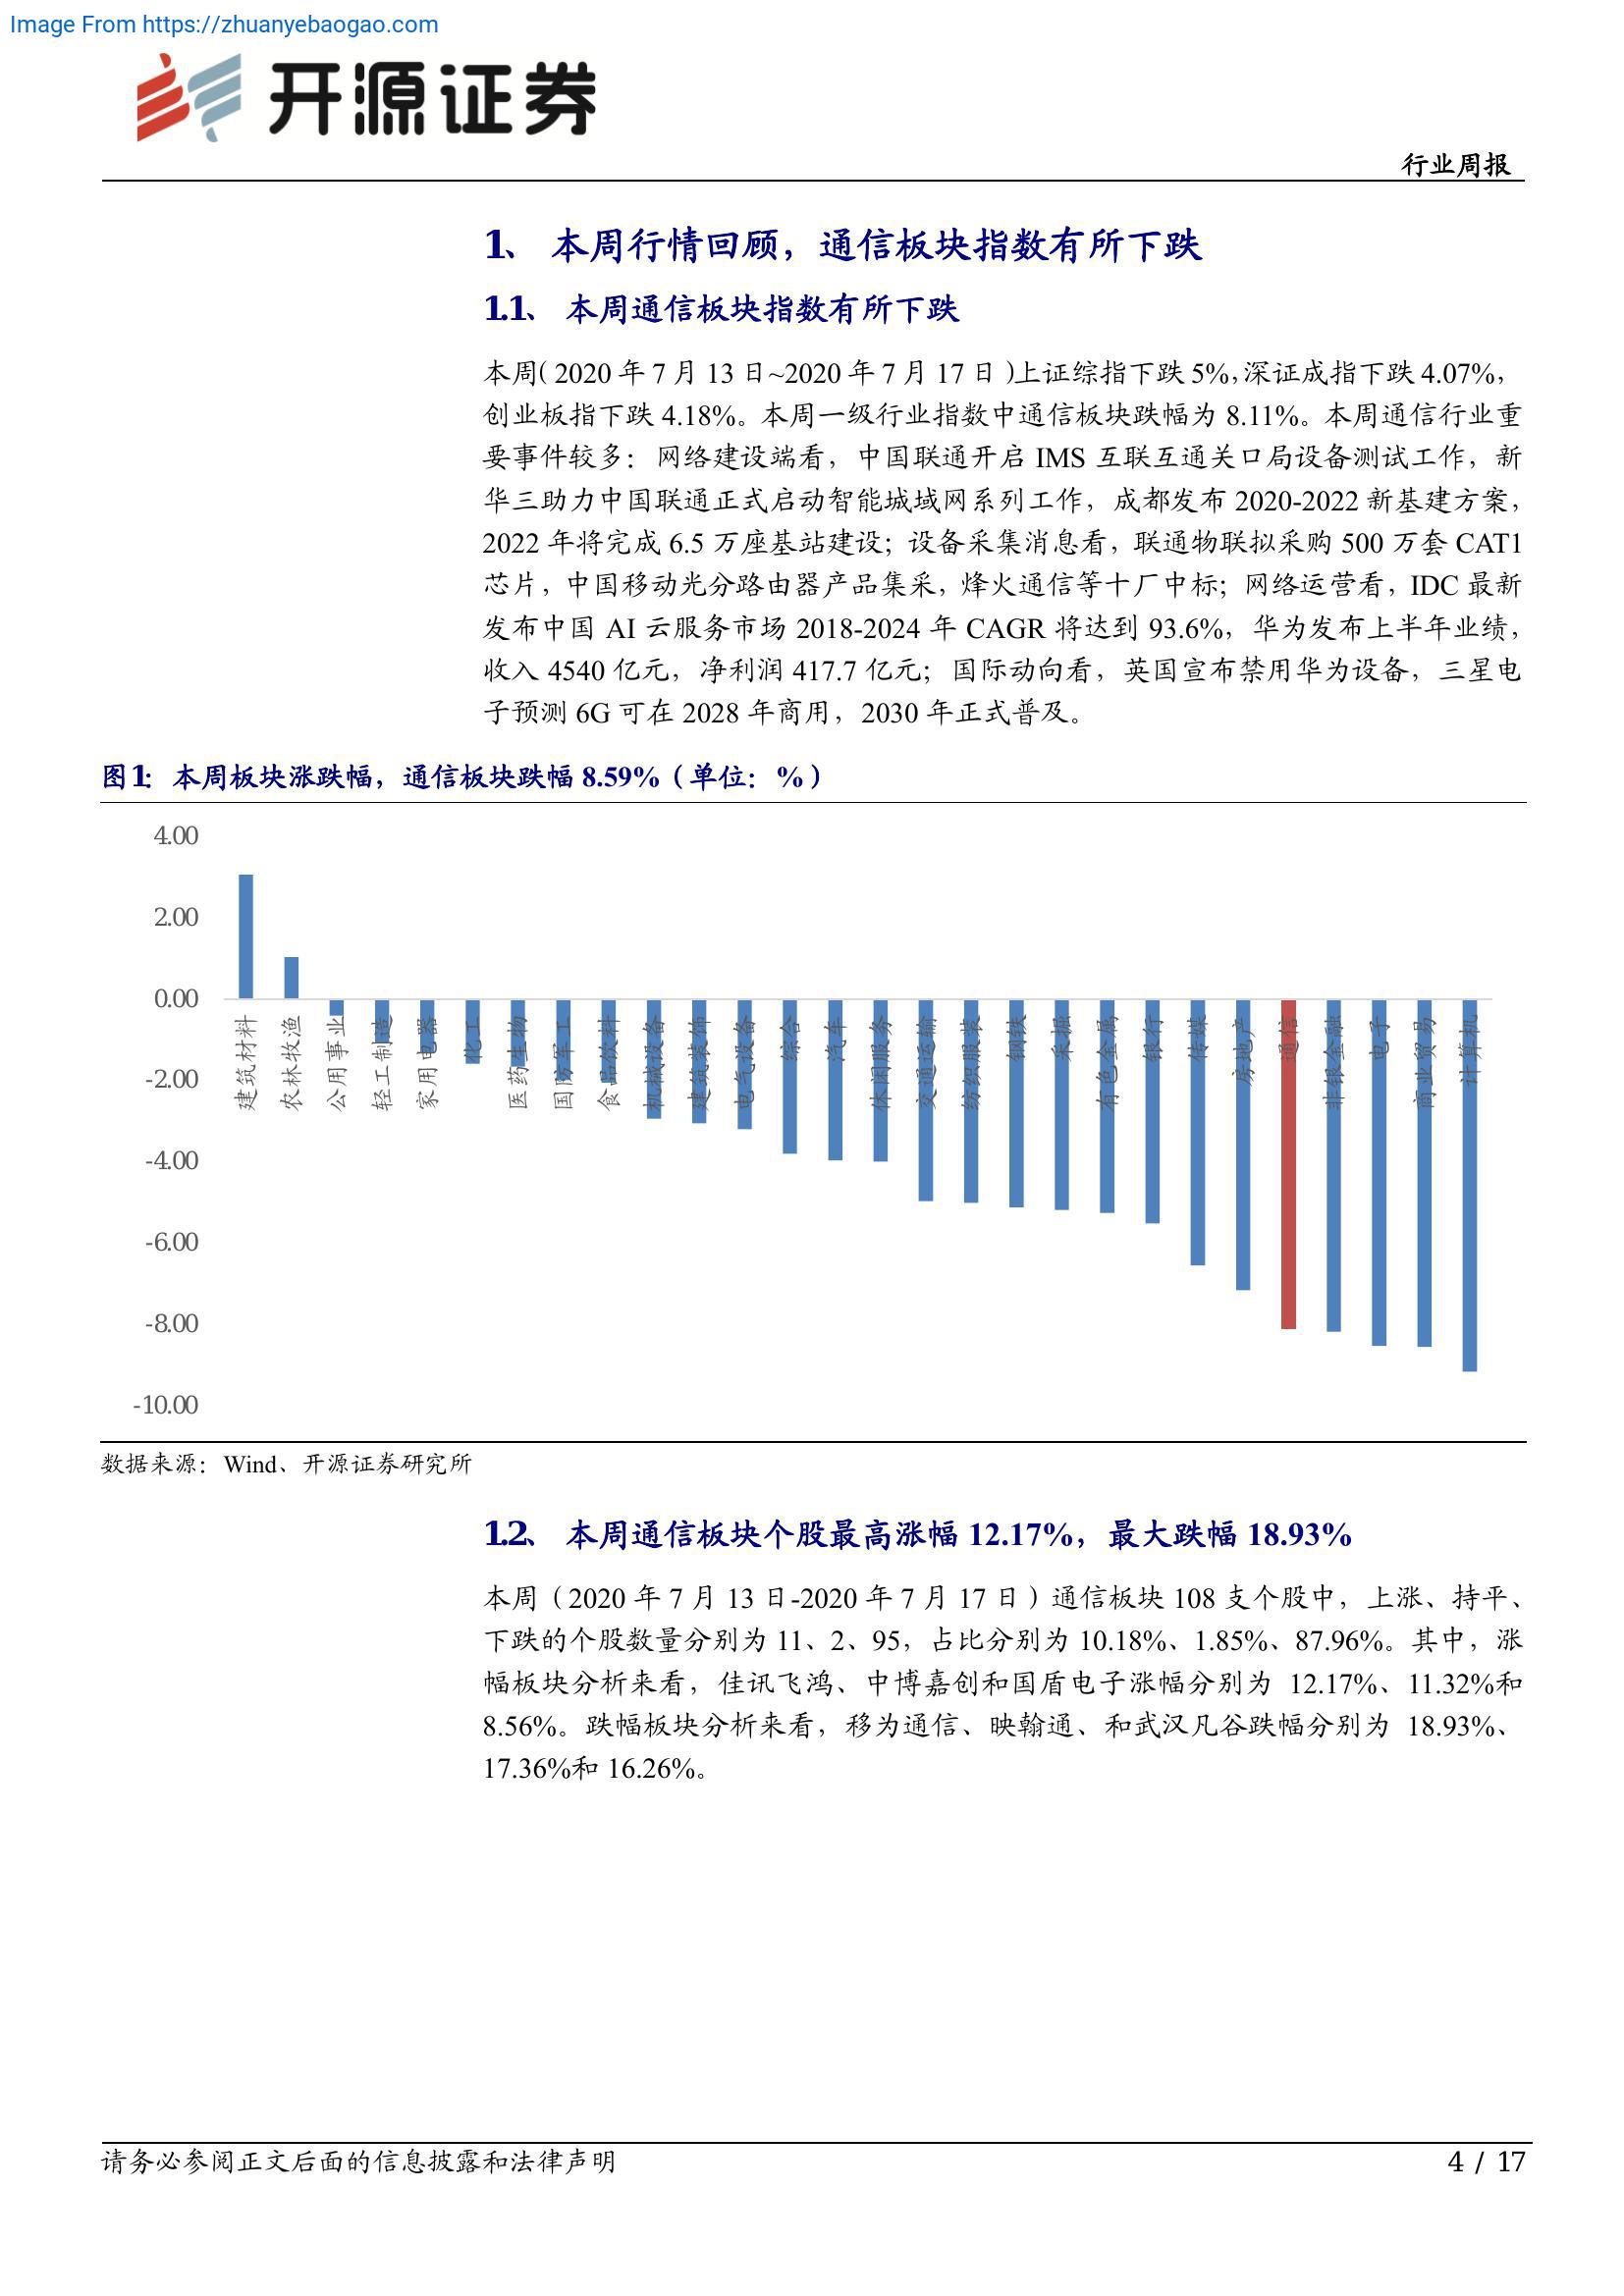 Image From https://zhuanyebaogao.com
开源证券
行业周报
1、 本周行情回顾，通信板块指数有所下跌
1.1、 本周通信板块指数有所下跌
本周（2020 年 7 月 13 日~2020 年 7 月 17 日）上证综指下跌 5%，深证成指下跌 4.07%，
创业板指下跌 4.18%。本周一级行业指数中通信板块跌幅为 8.11%。本周通信行业重
要事件较多：网络建设端看，中国联通开启 IMS 互联互通关口局设备测试工作，新
华三助力中国联通正式启动智能城域网系列工作，成都发布 2020-2022 新基建方案，
2022 年将完成 6.5 万座基站建设；设备采集消息看，联通物联拟采购 500 万套 CAT1
芯片，中国移动光分路由器产品集采，烽火通信等十厂中标；网络运营看，IDC 最新
发布中国 AI 云服务市场 2018-2024 年 CAGR 将达到 93.6%，华为发布上半年业绩，
收入 4540 亿元，净利润 417.7 亿元；国际动向看，英国宣布禁用华为设备，三星电
子预测 6G 可在 2028 年商用，2030 年正式普及。
图1：本周板块涨跌幅，通信板块跌幅 8.59%（单位：%）
4.00
2.00
0.00
-2.00
-4.00
-6.00
-8.00
-10.00
建筑材料
农林牧渔
公用事业
轻工制造
家用电器
化工
医药生物
国防军工
食品饮料
机械设备
建筑装饰
电气设备
综合
汽车
休闲服务
交通运输
纺织服装
钢铁
采掘
有色金属
银行
传媒
房地产
通信
非银金融
电子
商业贸易
计算机
数据来源：Wind、开源证券研究所
1.2、 本周通信板块个股最高涨幅 12.17%，最大跌幅 18.93%
本周（2020 年 7 月 13 日-2020 年 7 月 17 日）通信板块 108 支个股中，上涨、持平、
下跌的个股数量分别为 11、2、95，占比分别为 10.18%、1.85%、87.96%。其中，涨
幅板块分析来看，佳讯飞鸿、中博嘉创和国盾电子涨幅分别为 12.17%、11.32%和
8.56%。跌幅板块分析来看，移为通信、映翰通、和武汉凡谷跌幅分别为 18.93%、
17.36%和 16.26%。
请务必参阅正文后面的信息披露和法律声明
4 / 17